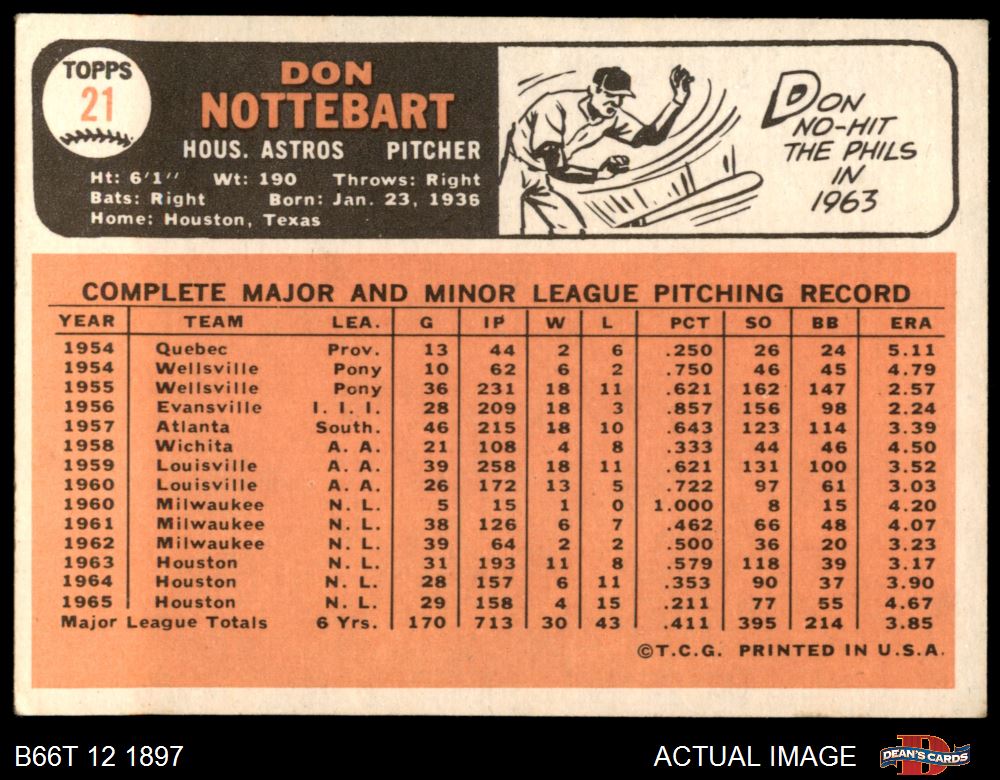 TOPPS
21
DON
NOTTEBART
HOUS. ASTROS PITCHER
Ht: 6'1'' Wt: 190 Throws: Right
Bats: Right Born: Jan. 23, 1936
Home: Houston, Texas
DON
NO-HIT
THE PHILS
IN
1963
COMPLETE MAJOR AND MINOR LEAGUE PITCHING RECORD
YEAR TEAM LEA. G IP W L PCT SO BB ERA
1954 Quebec Prov. 13 44 2 6 .250 26 24 5.11
1954 Wellsville Pony 10 62 6 2 .750 46 45 4.79
1955 Wellsville Pony 36 231 18 11 .621 162 147 2.57
1956 Evansville I. I. I. 28 209 18 3 .857 156 98 2.24
1957 Atlanta South. 46 215 18 10 .643 123 114 3.39
1958 Wichita A. A. 21 108 4 8 .333 44 46 4.50
1959 Louisville A. A. 39 258 18 11 .621 131 100 3.52
1960 Louisville A. A. 26 172 13 5 .722 97 61 3.03
1960 Milwaukee N. L. 5 15 1 0 1.000 8 15 4.20
1961 Milwaukee N. L. 38 126 6 7 .462 66 48 4.07
1962 Milwaukee N. L. 39 64 2 2 .500 36 20 3.23
1963 Houston N. L. 31 193 11 8 .579 118 39 3.17
1964 Houston N. L. 28 157 6 11 .353 90 37 3.90
1965 Houston N. L. 29 158 4 15 .211 77 55 4.67
Major League Totals 6 Yrs. 170 713 30 43 .411 395 214 3.85
©T.C.G. PRINTED IN U.S.A.
B66T 12 1897 ACTUAL IMAGE DEAN'S CARDS